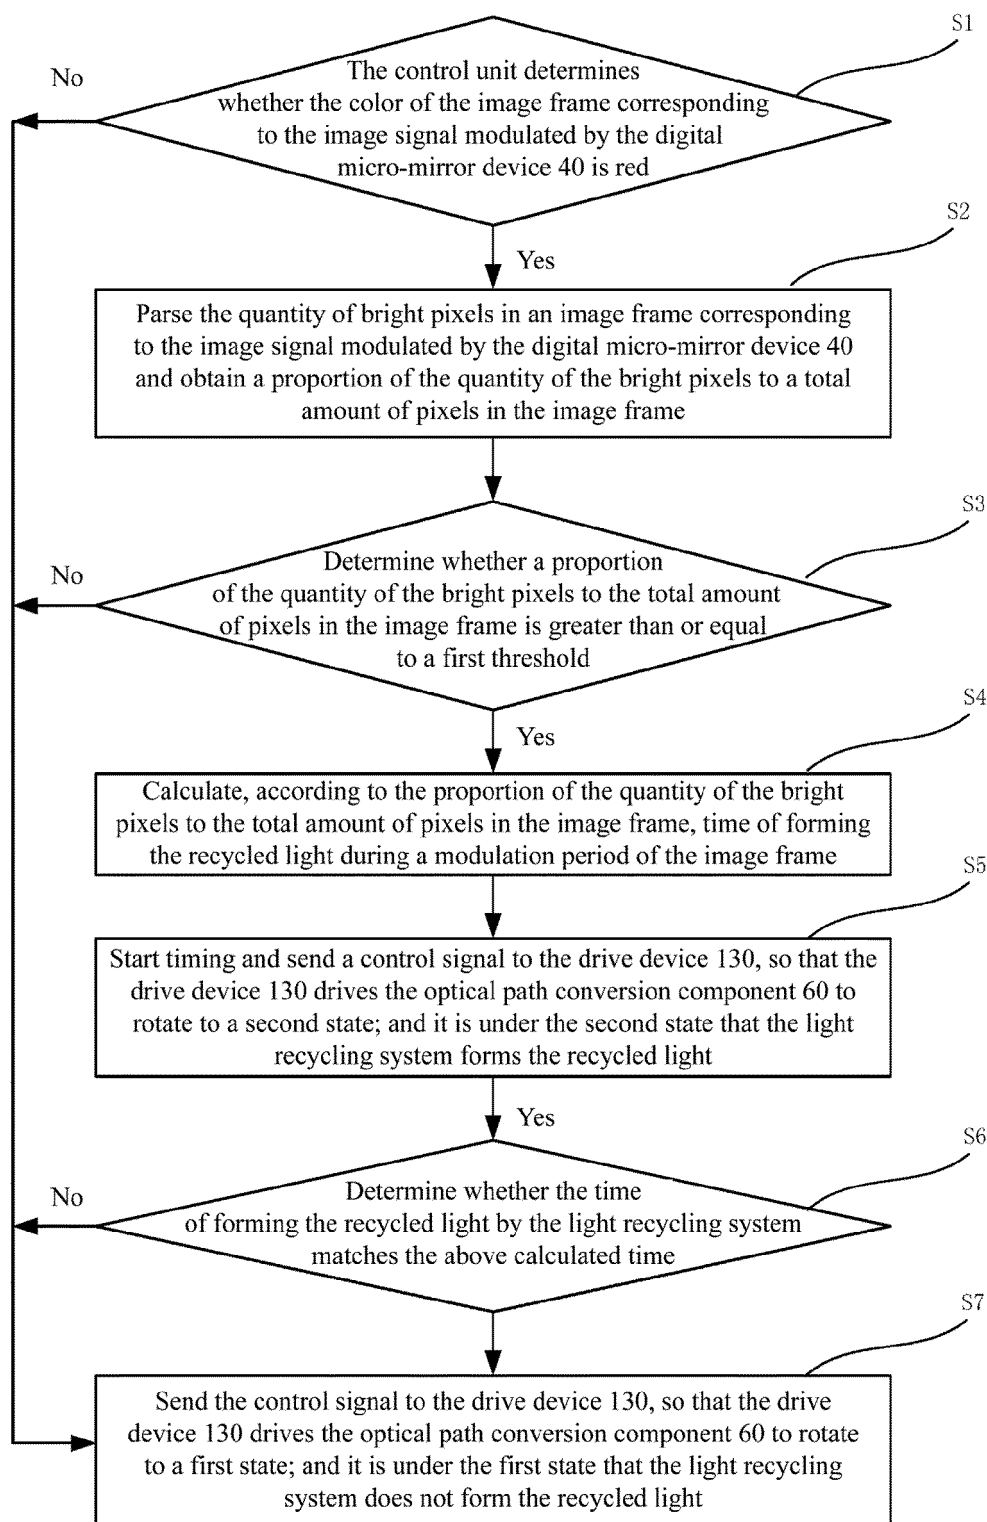 S1
No
The control unit determines
whether the color of the image frame corresponding
to the image signal modulated by the digital
micro-mirror device 40 is red
S2
Yes
Parse the quantity of bright pixels in an image frame corresponding
to the image signal modulated by the digital micro-mirror device 40
and obtain a proportion of the quantity of the bright pixels to a total
amount of pixels in the image frame
S3
No
Determine whether a proportion
of the quantity of the bright pixels to the total amount
of pixels in the image frame is greater than or equal
to a first threshold
S4
Yes
Calculate, according to the proportion of the quantity of the bright
pixels to the total amount of pixels in the image frame, time of forming
the recycled light during a modulation period of the image frame
S5
Start timing and send a control signal to the drive device 130, so that the
drive device 130 drives the optical path conversion component 60 to
rotate to a second state; and it is under the second state that the light
recycling system forms the recycled light
Yes
S6
No
Determine whether the time
of forming the recycled light by the light recycling system
matches the above calculated time
S7
Send the control signal to the drive device 130, so that the drive
device 130 drives the optical path conversion component 60 to rotate
to a first state; and it is under the first state that the light recycling
system does not form the recycled light